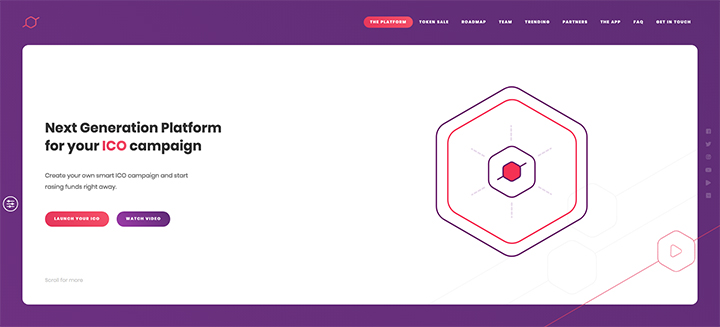 THE PLATFORM TOKEN SALE ROADMAP TEAM TRENDING PARTNERS THE APP FAQ GET IN TOUCH
Next Generation Platform
for your ICO campaign
Create your own smart ICO campaign and start
rasing funds right away.
LAUNCH YOUR ICO WATCH VIDEO
Scroll for more